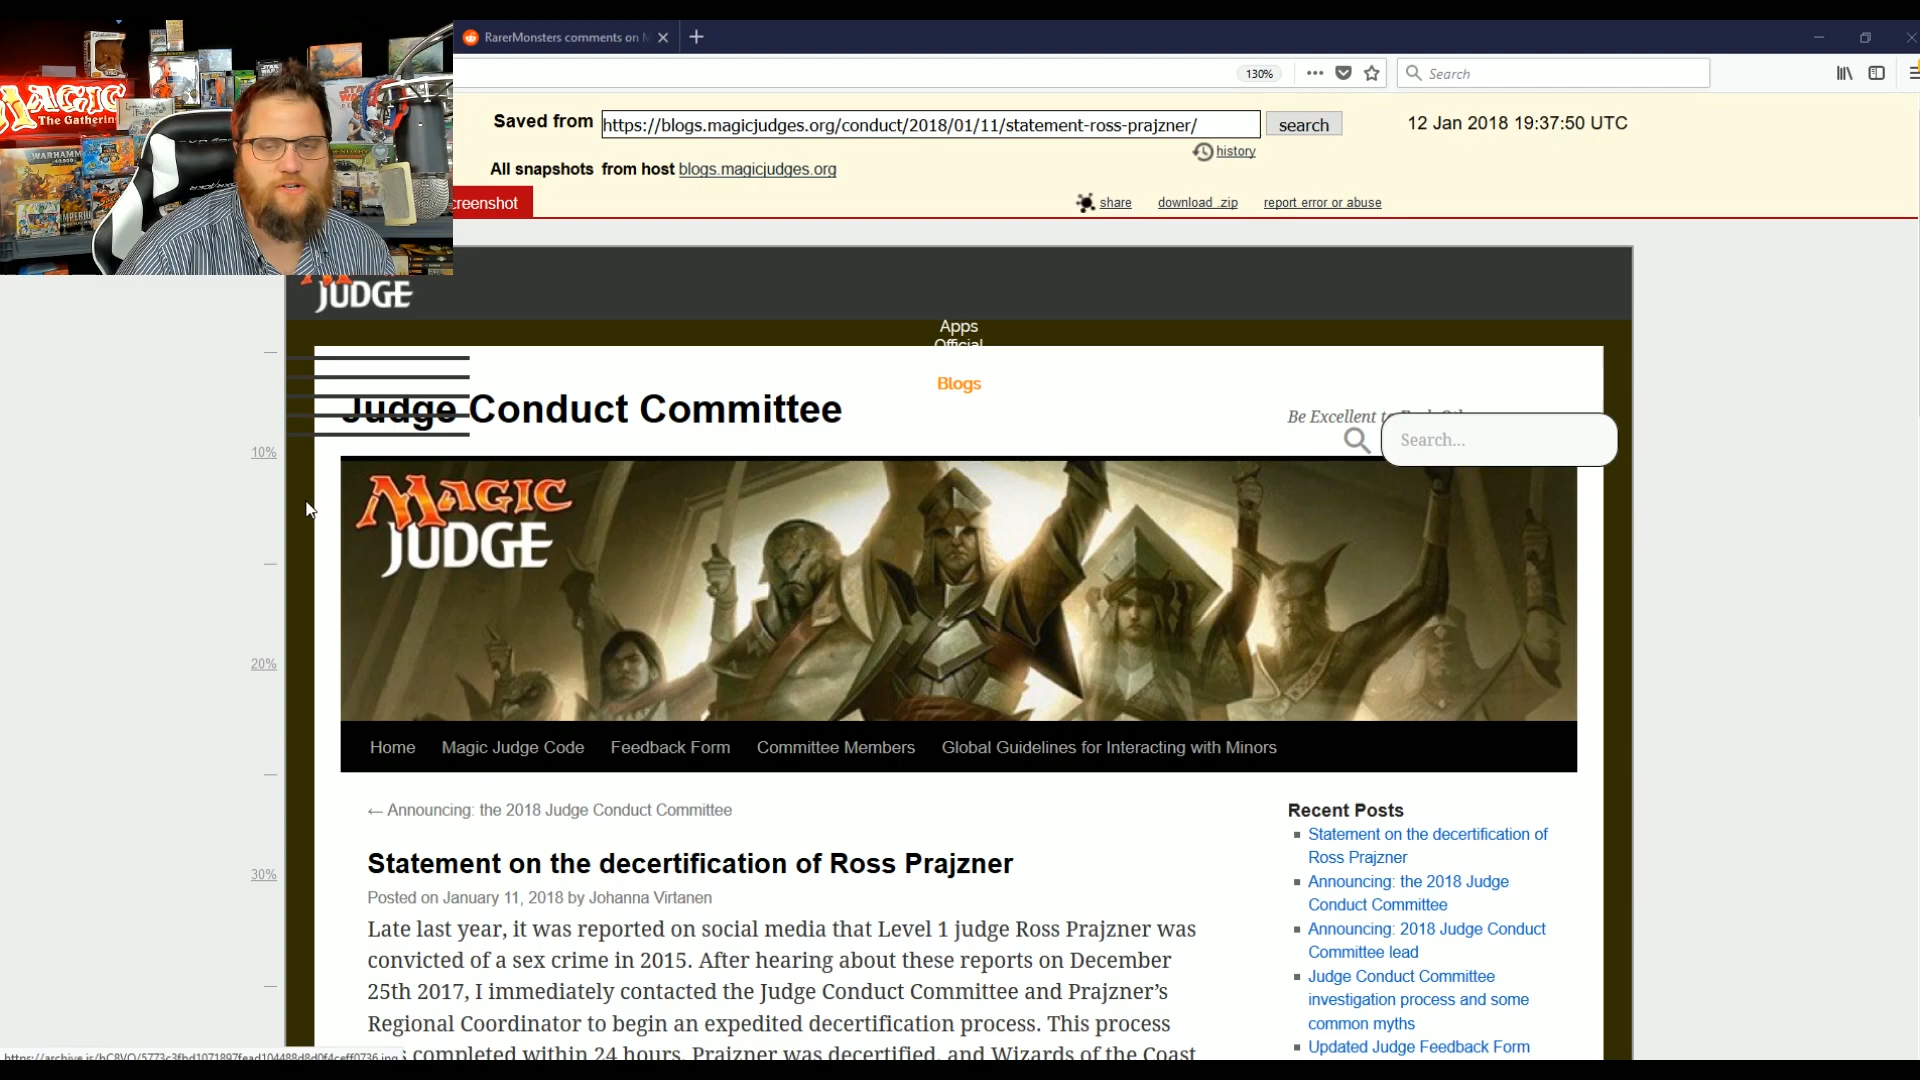 RarerMonsters comments on M
130%
Search
Saved from https://blogs.magicjudges.org/conduct/2018/01/11/statement-ross-prajzner/ search 12 Jan 2018 19:37:50 UTC
history
All snapshots from host blogs.magicjudges.org
creenshot
share download .zip report error or abuse
MAGIC
The Gathering
WARHAMMER
STAR WARS
IMPERIAL
JUDGE
Apps
Official
Blogs
Judge Conduct Committee
Be Excellent to Each Other
Search...
10%
MAGIC
JUDGE
20%
Home Magic Judge Code Feedback Form Committee Members Global Guidelines for Interacting with Minors
← Announcing: the 2018 Judge Conduct Committee
30%
Statement on the decertification of Ross Prajzner
Posted on January 11, 2018 by Johanna Virtanen
Late last year, it was reported on social media that Level 1 judge Ross Prajzner was
convicted of a sex crime in 2015. After hearing about these reports on December
25th 2017, I immediately contacted the Judge Conduct Committee and Prajzner's
Regional Coordinator to begin an expedited decertification process. This process
completed within 24 hours. Prajzner was decertified, and Wizards of the Coast
Recent Posts
Statement on the decertification of
Ross Prajzner
Announcing: the 2018 Judge
Conduct Committee
Announcing: 2018 Judge Conduct
Committee lead
Judge Conduct Committee
investigation process and some
common myths
Updated Judge Feedback Form